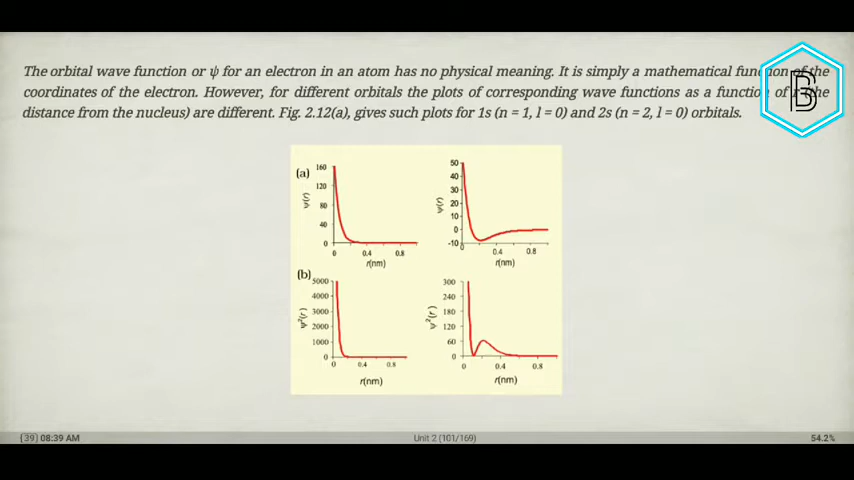 The orbital wave function or ψ for an electron in an atom has no physical meaning. It is simply a mathematical function of the
coordinates of the electron. However, for different orbitals the plots of corresponding wave functions as a function of r (the
distance from the nucleus) are different. Fig. 2.12(a), gives such plots for 1s (n = 1, l = 0) and 2s (n = 2, l = 0) orbitals.
(a)
160
120
80
40
0
ψ(r)
0 0.4 0.8
r(nm)
50
40
30
20
10
0
-10
ψ(r)
0 0.4 0.8
r(nm)
(b)
5000
4000
3000
2000
1000
0
ψ²(r)
0 0.4 0.8
r(nm)
300
240
180
120
60
0
ψ²(r)
0 0.4 0.8
r(nm)
B
[39] 08:39 AM
Unit 2 (101/169)
54.2%